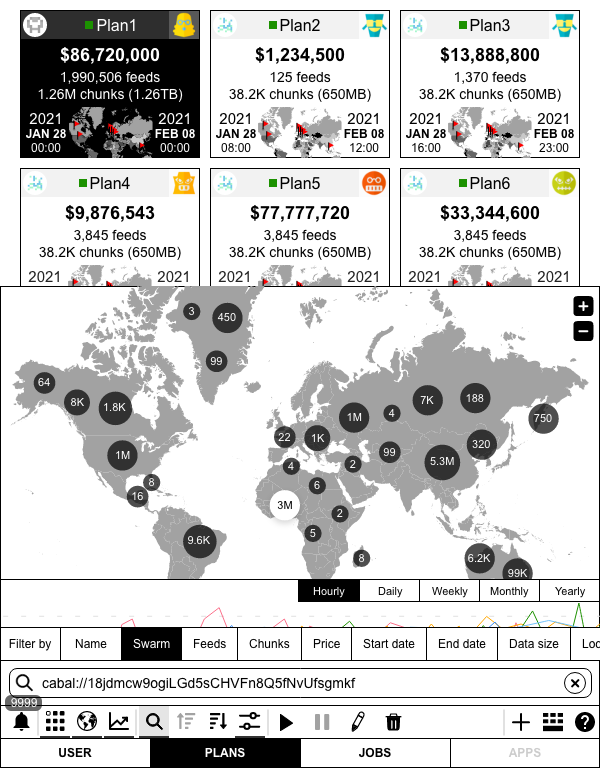 Plan1
$86,720,000
1,990,506 feeds
1.26M chunks (1.26TB)
2021
JAN 28
00:00
2021
FEB 08
00:00
Plan2
$1,234,500
125 feeds
38.2K chunks (650MB)
2021
JAN 28
08:00
2021
FEB 08
12:00
Plan3
$13,888,800
1,370 feeds
38.2K chunks (650MB)
2021
JAN 28
16:00
2021
FEB 08
23:00
Plan4
$9,876,543
3,845 feeds
38.2K chunks (650MB)
2021
2021
Plan5
$77,777,720
3,845 feeds
38.2K chunks (650MB)
2021
2021
Plan6
$33,344,600
3,845 feeds
38.2K chunks (650MB)
2021
2021
+
−
3
450
99
64
8K
1.8K
1M
8
16
9.6K
22
1K
1M
4
7K
188
750
320
5.3M
99
2
4
6
3M
2
5
8
6.2K
99K
Hourly Daily Weekly Monthly Yearly
Filter by Name Swarm Feeds Chunks Price Start date End date Data size Loc
cabal://18jdmcw9ogiLGd5sCHVFn8Q5fNvUfsgmkf
9999
USER PLANS JOBS APPS